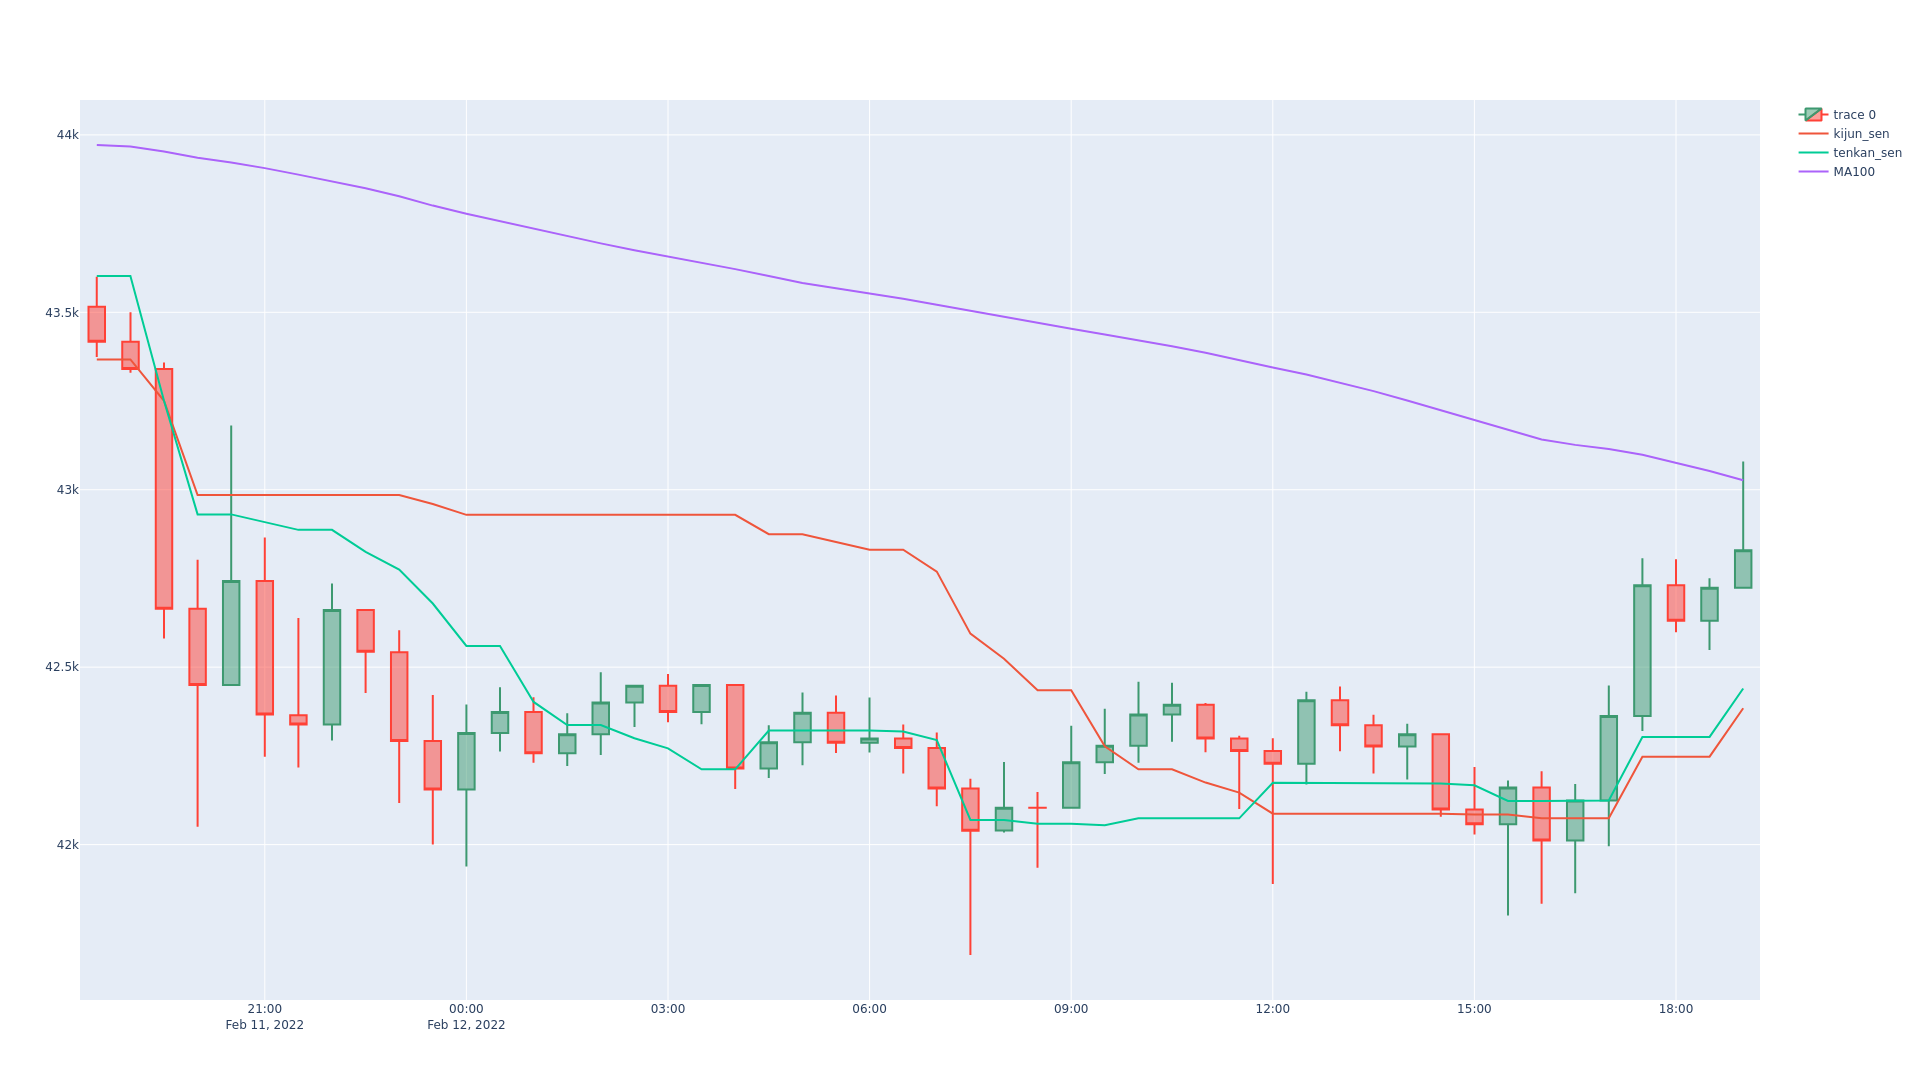 44k
43.5k
43k
42.5k
42k
21:00
Feb 11, 2022
00:00
Feb 12, 2022
03:00
06:00
09:00
12:00
15:00
18:00
trace 0
kijun_sen
tenkan_sen
MA100